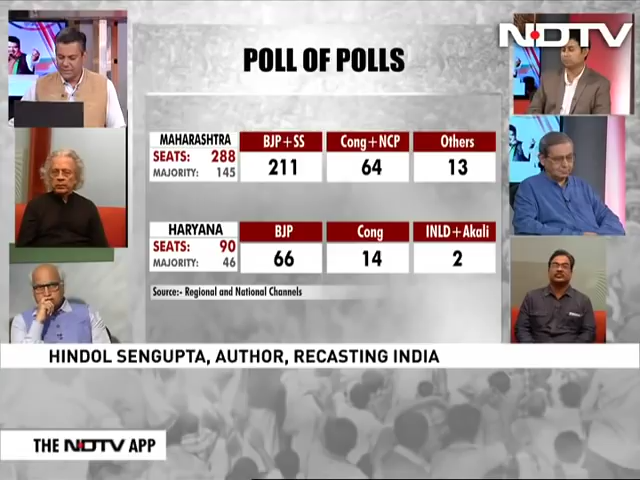 NDTV
POLL OF POLLS
MAHARASHTRA BJP+SS Cong+NCP Others
SEATS: 288
MAJORITY: 145
211 64 13
HARYANA BJP Cong INLD+Akali
SEATS: 90
MAJORITY: 46
66 14 2
Source:- Regional and National Channels
HINDOL SENGUPTA, AUTHOR, RECASTING INDIA
THE NDTV APP